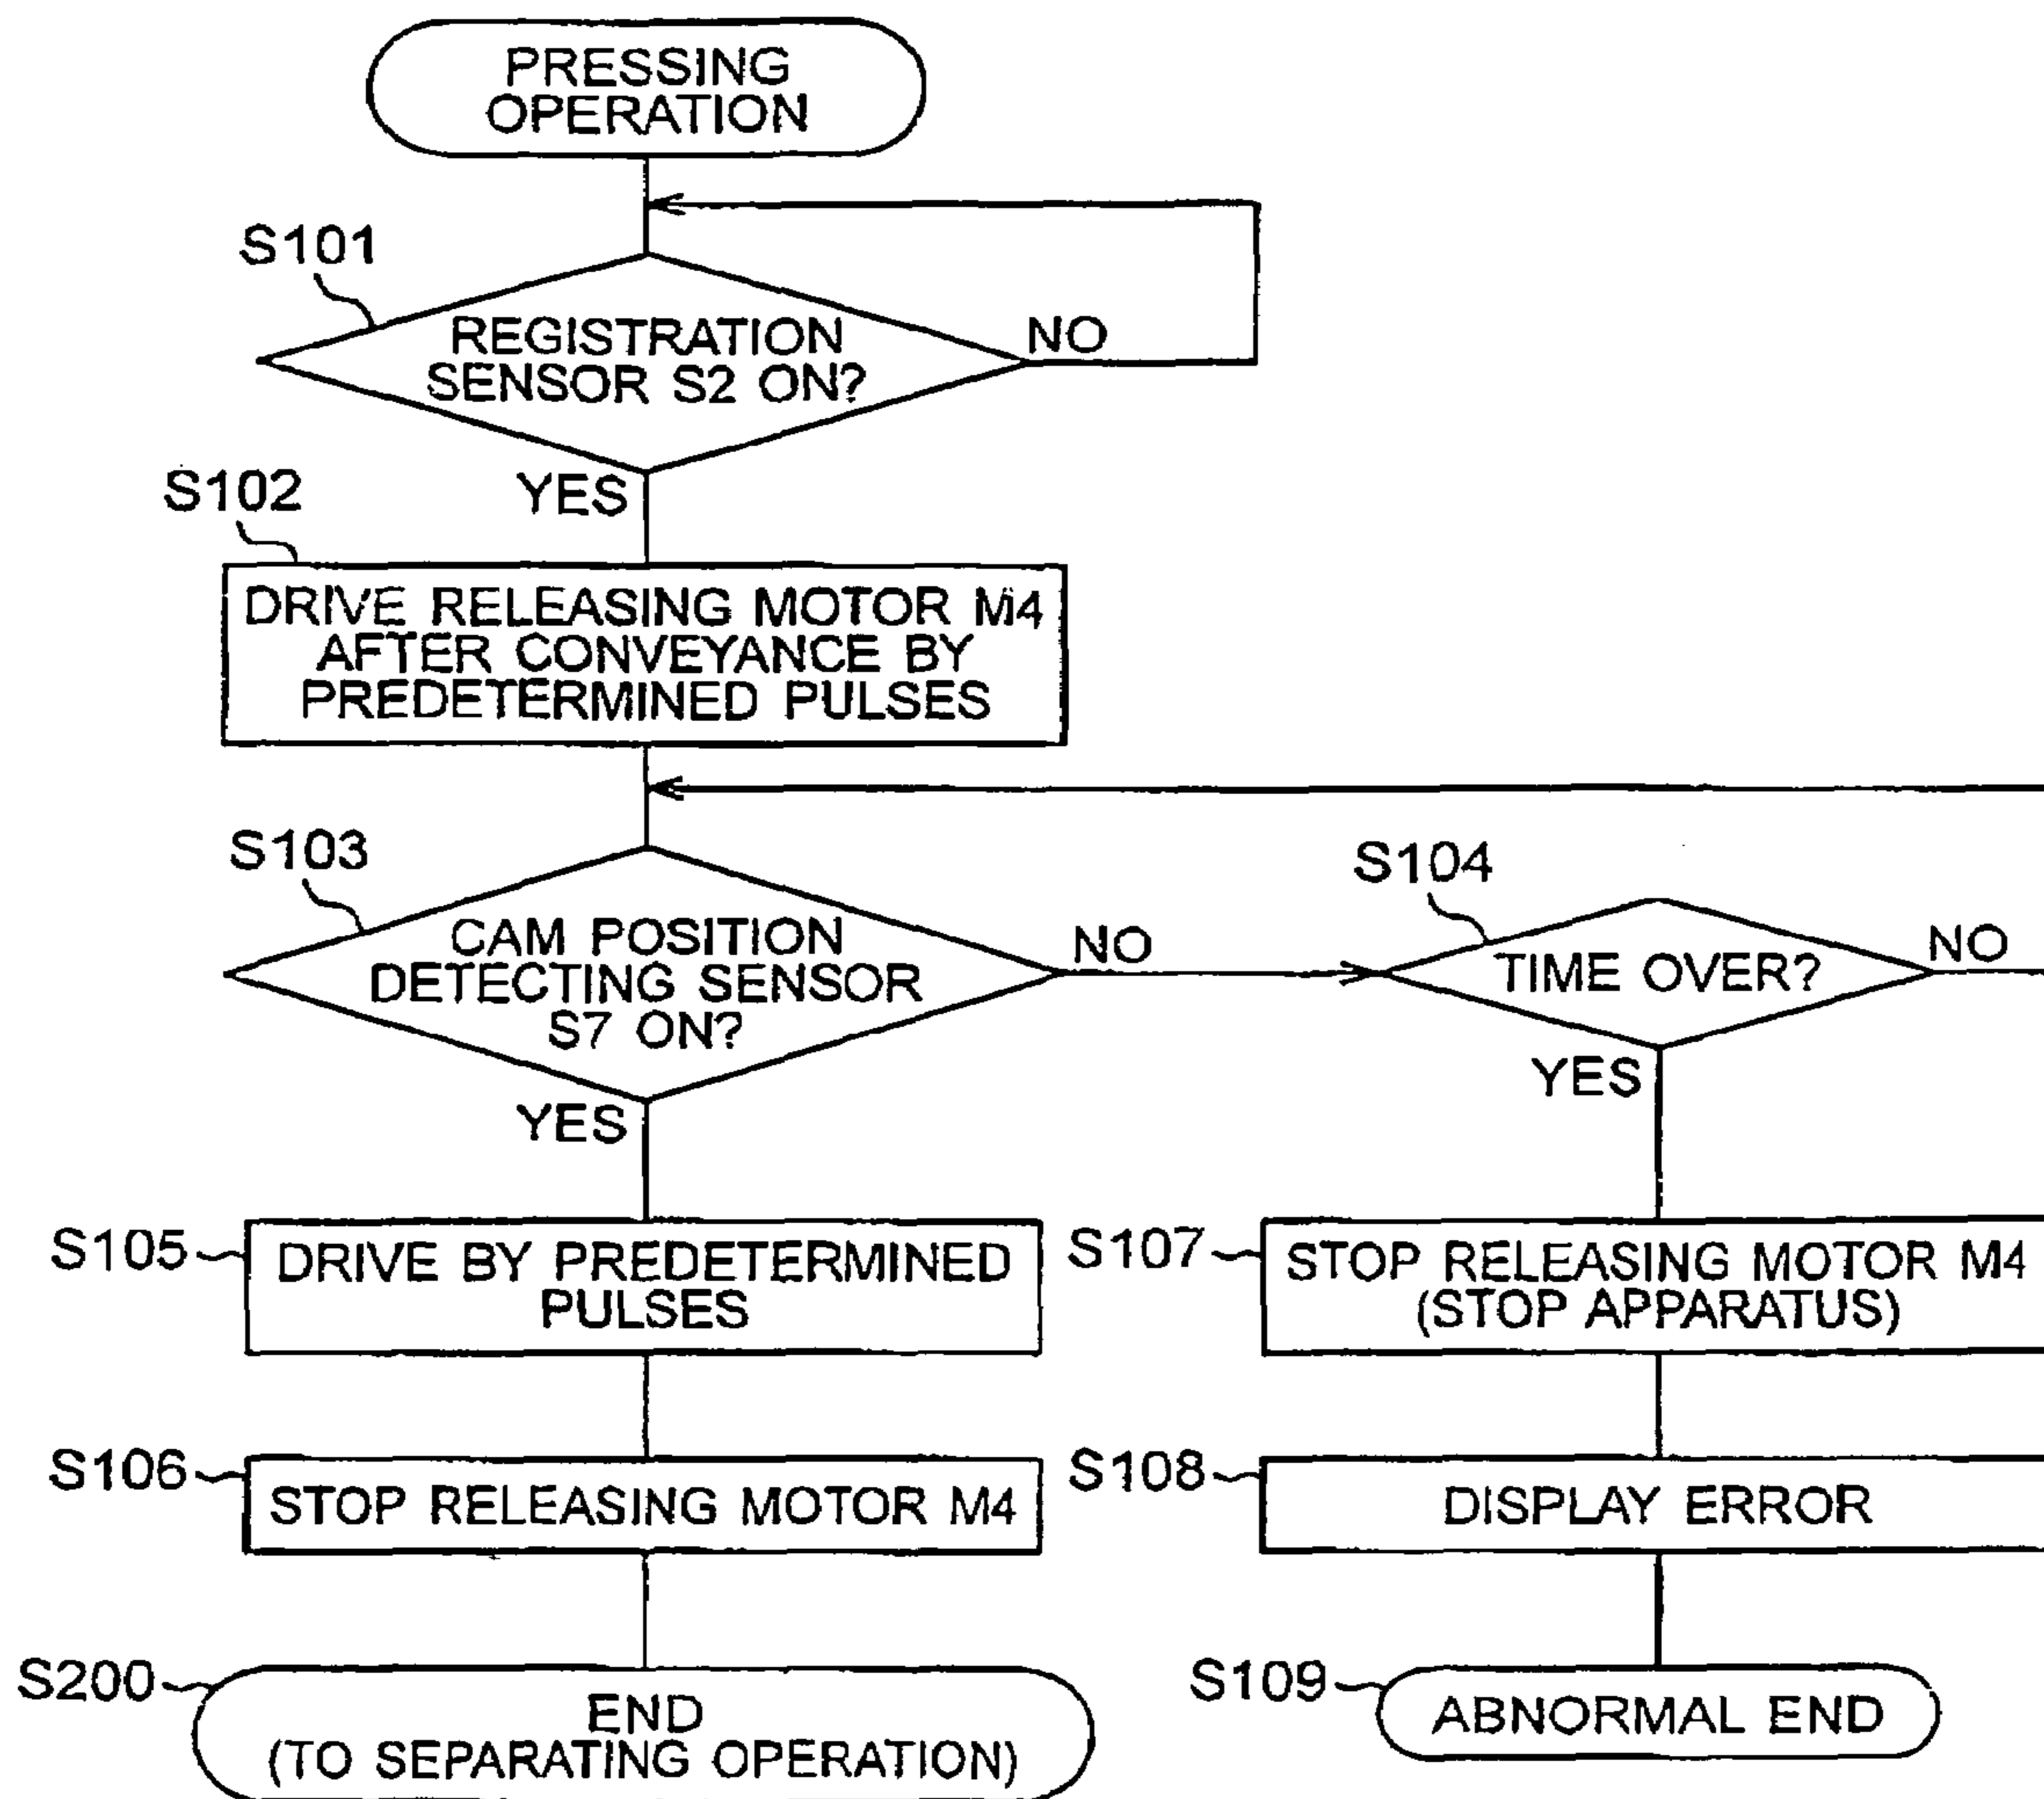 PRESSING
OPERATION
S101
REGISTRATION
SENSOR S2 ON?
NO
YES
S102
DRIVE RELEASING MOTOR M4
AFTER CONVEYANCE BY
PREDETERMINED PULSES
S103
CAM POSITION
DETECTING SENSOR
S7 ON?
NO
YES
S104
TIME OVER?
NO
YES
S105
DRIVE BY PREDETERMINED
PULSES
S107
STOP RELEASING MOTOR M4
(STOP APPARATUS)
S106
STOP RELEASING MOTOR M4
S108
DISPLAY ERROR
S200
END
(TO SEPARATING OPERATION)
S109
ABNORMAL END